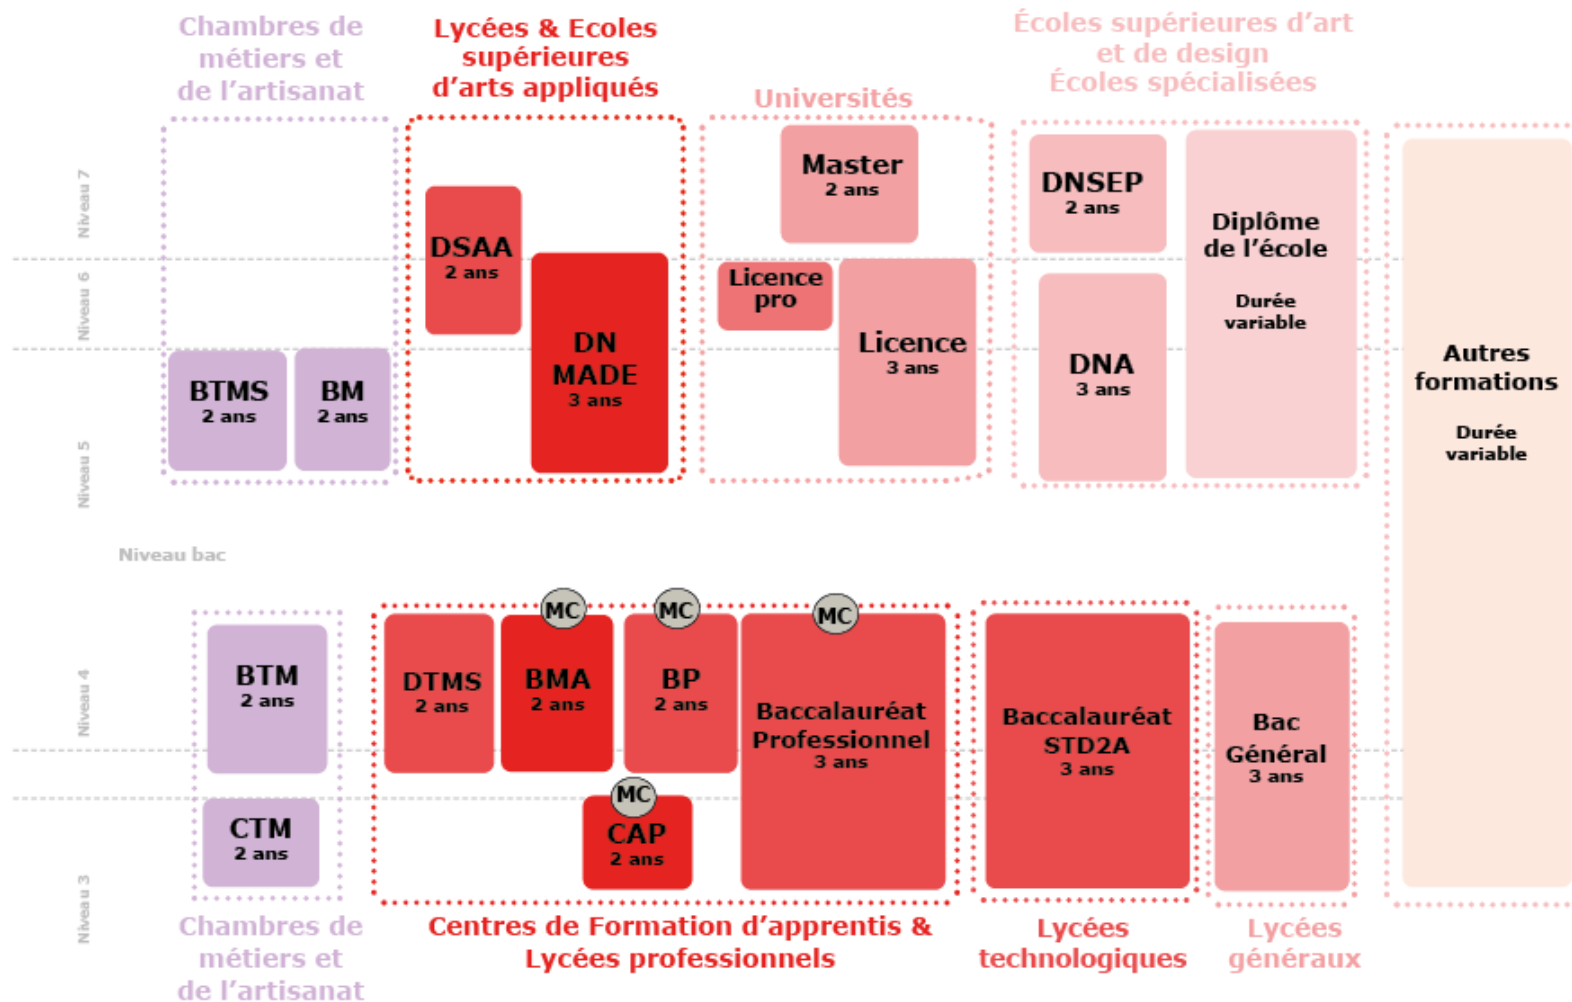 Chambres de
métiers et
de l’artisanat
Lycées & Ecoles
supérieures
d’arts appliqués
Universités
Écoles supérieures d’art
et de design
Écoles spécialisées
Niveau 7
Niveau 6
Niveau 5
DSAA
2 ans
DN
MADE
3 ans
BTMS
2 ans
BM
2 ans
Master
2 ans
Licence
pro
Licence
3 ans
DNSEP
2 ans
DNA
3 ans
Diplôme
de l’école
Durée
variable
Autres
formations
Durée
variable
Niveau bac
Niveau 4
Niveau 3
BTM
2 ans
CTM
2 ans
DTMS
2 ans
MC
BMA
2 ans
MC
BP
2 ans
MC
Baccalauréat
Professionnel
3 ans
MC
CAP
2 ans
Baccalauréat
STD2A
3 ans
Bac
Général
3 ans
Chambres de
métiers et
de l’artisanat
Centres de Formation d’apprentis &
Lycées professionnels
Lycées
technologiques
Lycées
généraux